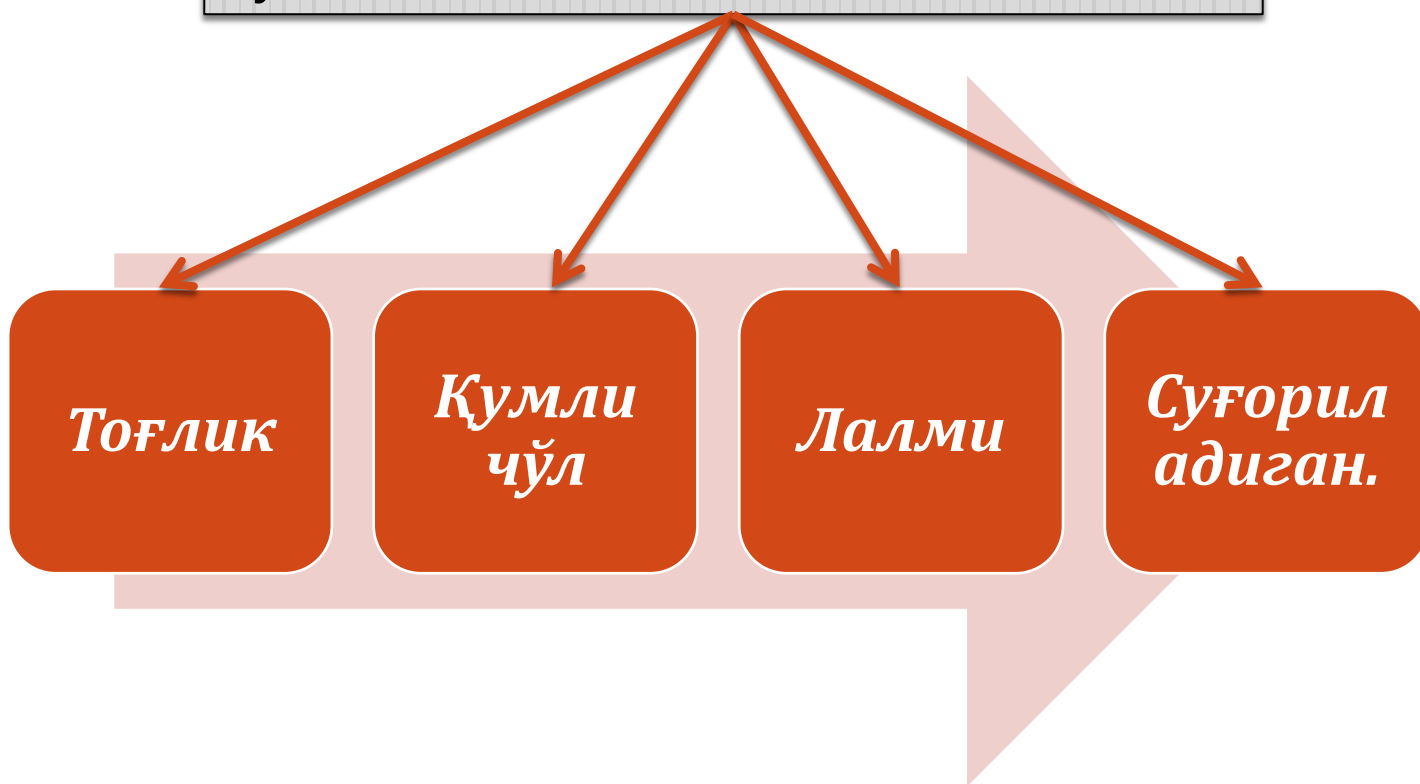 Тоғлик
Қумли
чўл
Лалми
Суғорил
адиган.